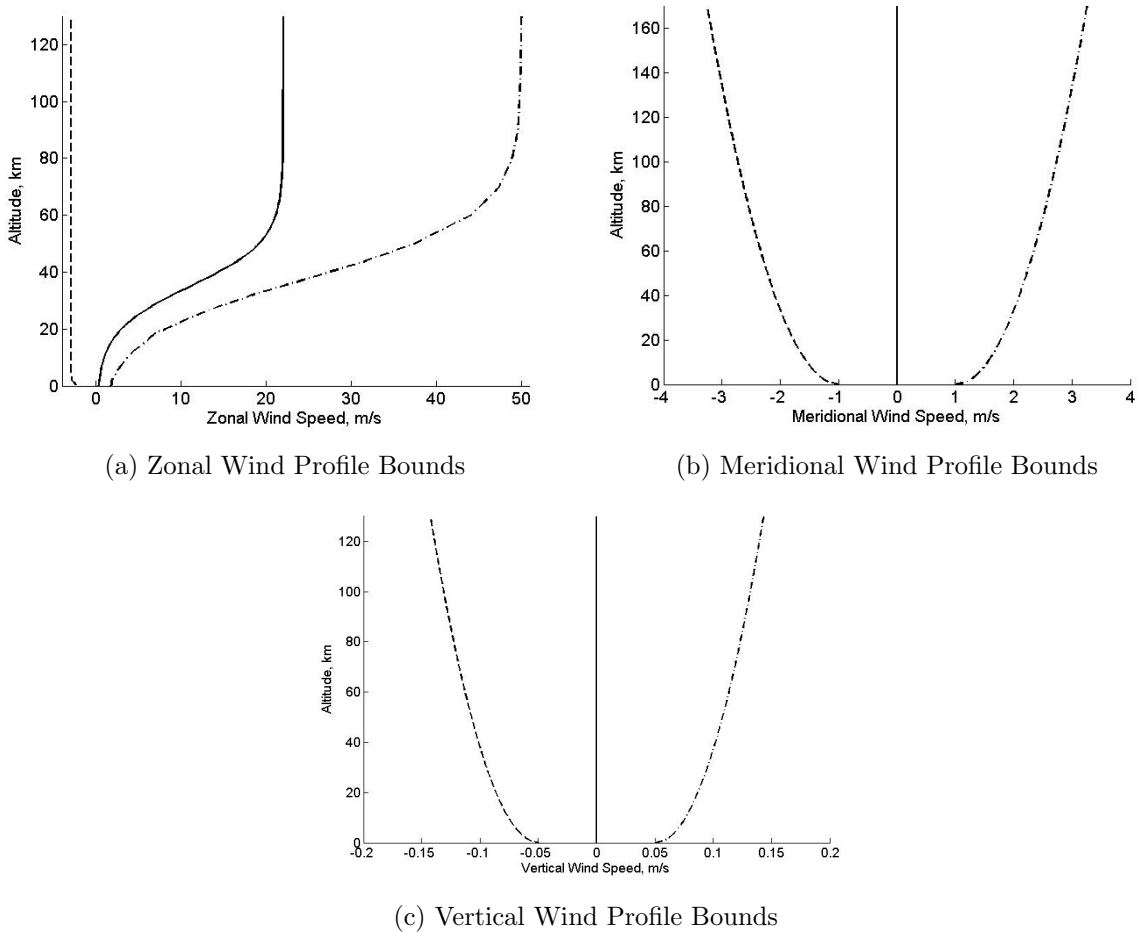 120
100
80
60
40
20
0
Altitude, km
0 10 20 30 40 50
Zonal Wind Speed, m/s
(a) Zonal Wind Profile Bounds
160
140
120
100
80
60
40
20
0
Altitude, km
-4 -3 -2 -1 0 1 2 3 4
Meridional Wind Speed, m/s
(b) Meridional Wind Profile Bounds
120
100
80
60
40
20
0
Altitude, km
-0.2 -0.15 -0.1 -0.05 0 0.05 0.1 0.15 0.2
Vertical Wind Speed, m/s
(c) Vertical Wind Profile Bounds